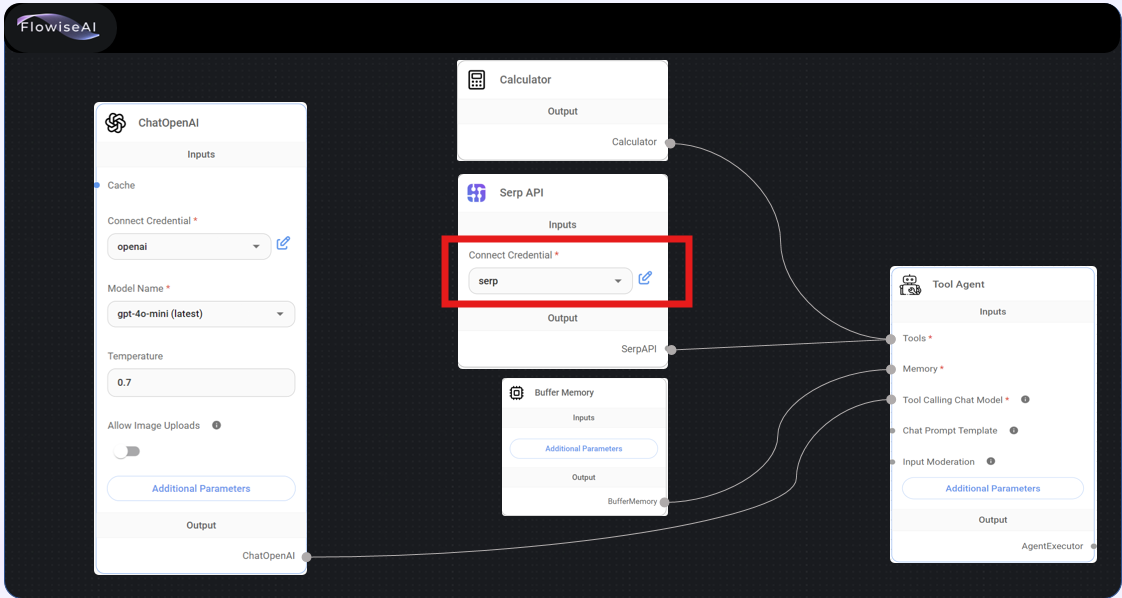 FlowiseAI
ChatOpenAI
Inputs
Cache
Connect Credential *
openai
Model Name *
gpt-4o-mini (latest)
Temperature
0.7
Allow Image Uploads
Additional Parameters
Output
ChatOpenAI
Calculator
Output
Calculator
Serp API
Inputs
Connect Credential *
serp
Output
SerpAPI
Buffer Memory
Inputs
Additional Parameters
Output
BufferMemory
Tool Agent
Inputs
Tools *
Memory *
Tool Calling Chat Model *
Chat Prompt Template
Input Moderation
Additional Parameters
Output
AgentExecutor